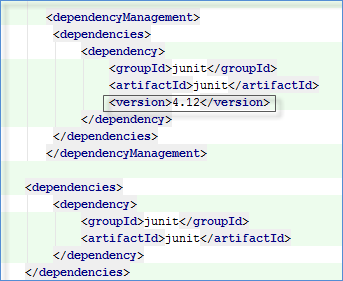 <dependencyManagement>
<dependencies>
<dependency>
<groupId>junit</groupId>
<artifactId>junit</artifactId>
<version>4.12</version>
</dependency>
</dependencies>
</dependencyManagement>
<dependencies>
<dependency>
<groupId>junit</groupId>
<artifactId>junit</artifactId>
</dependency>
</dependencies>